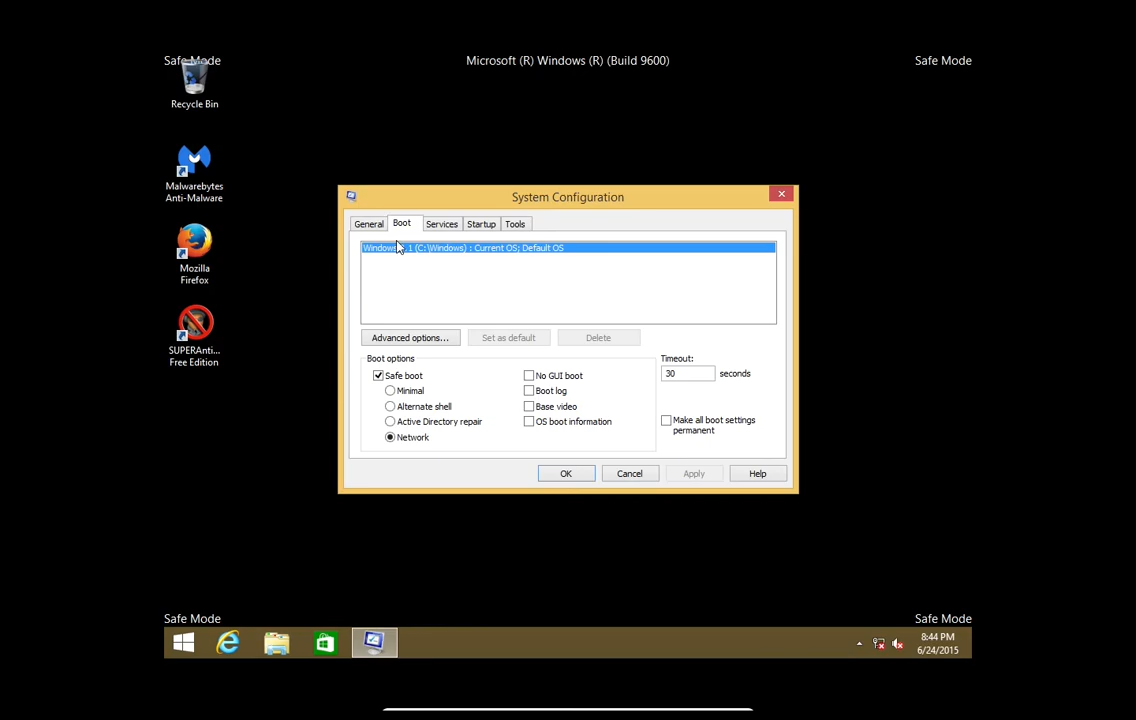 Safe Mode
Microsoft (R) Windows (R) (Build 9600)
Safe Mode
Recycle Bin
Malwarebytes
Anti-Malware
Mozilla
Firefox
SUPERAnti...
Free Edition
System Configuration
General
Boot
Services
Startup
Tools
Windows .1 (C:\Windows) : Current OS; Default OS
Advanced options...
Set as default
Delete
Boot options
Timeout:
Safe boot
No GUI boot
30
seconds
Minimal
Boot log
Alternate shell
Base video
Active Directory repair
OS boot information
Make all boot settings
permanent
Network
OK
Cancel
Apply
Help
Safe Mode
Safe Mode
8:44 PM
6/24/2015